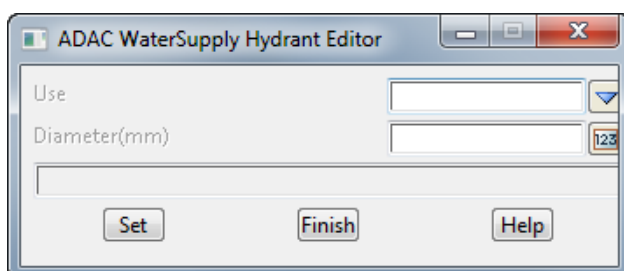 ADAC WaterSupply Hydrant Editor
Use
Diameter(mm) 123
Set Finish Help